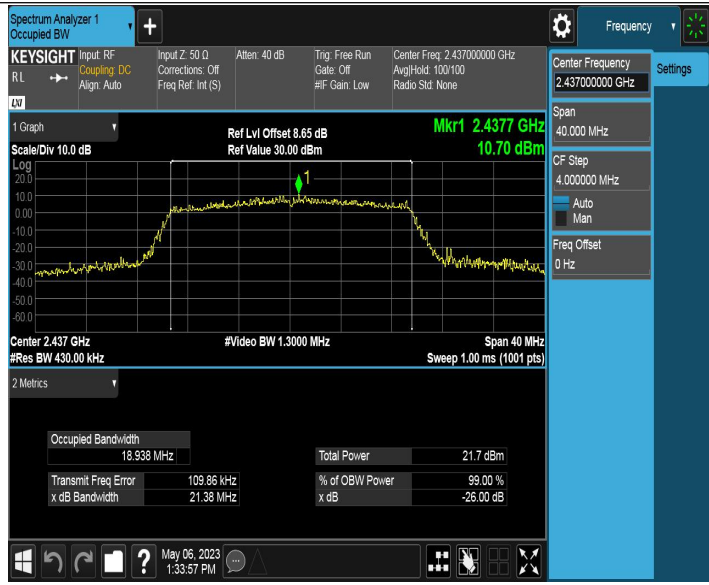 Spectrum Analyzer 1
Occupied BW
+
Frequency
KEYSIGHT
RL
LXI
Input: RF
Coupling: DC
Align: Auto
Input Z: 50 Ω
Corrections: Off
Freq Ref: Int (S)
Atten: 40 dB
Trig: Free Run
Gate: Off
#IF Gain: Low
Center Freq: 2.437000000 GHz
Avg|Hold: 100/100
Radio Std: None
Center Frequency
2.437000000 GHz
Settings
Span
40.000 MHz
CF Step
4.000000 MHz
Auto
Man
Freq Offset
0 Hz
1 Graph
Scale/Div 10.0 dB
Ref Lvl Offset 8.65 dB
Ref Value 30.00 dBm
Mkr1 2.4377 GHz
10.70 dBm
Log
20.0
10.0
0.00
-10.0
-20.0
-30.0
-40.0
-50.0
-60.0
1
Center 2.437 GHz
#Res BW 430.00 kHz
#Video BW 1.3000 MHz
Span 40 MHz
Sweep 1.00 ms (1001 pts)
2 Metrics
Occupied Bandwidth
18.938 MHz
Total Power 21.7 dBm
Transmit Freq Error 109.86 kHz
% of OBW Power 99.00 %
x dB Bandwidth 21.38 MHz
x dB -26.00 dB
?
May 06, 2023
1:33:57 PM